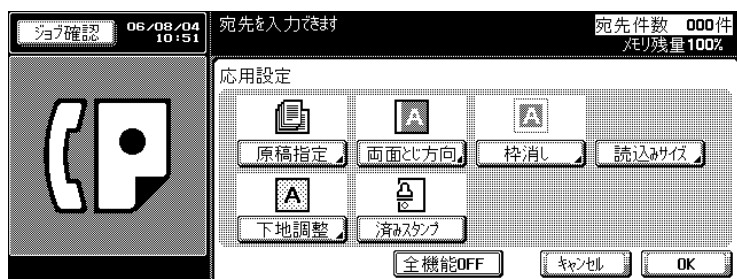 ジョブ確認
06/08/04
10:51
宛先を入力できます
宛先件数 000件
メモリ残量100%
応用設定
原稿指定
両面とじ方向
枠消し
読込みサイズ
下地調整
済みスタンプ
全機能OFF
キャンセル
OK